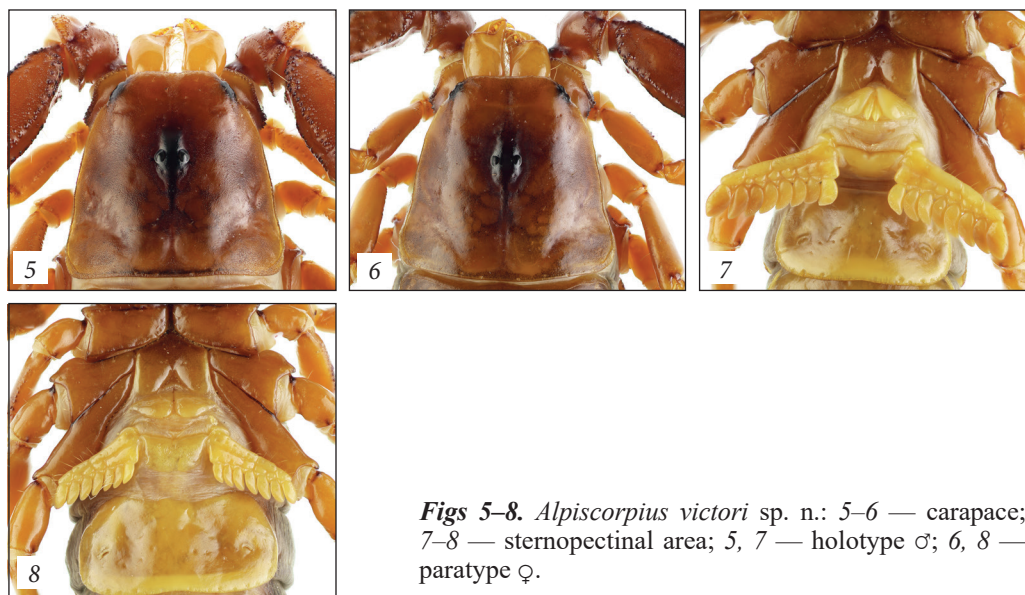 5
6
7
8
Figs 5–8. Alpiscorpius victori sp. n.: 5–6 — carapace;
7–8 — sternopectinal area; 5, 7 — holotype ♂; 6, 8 —
paratype ♀.